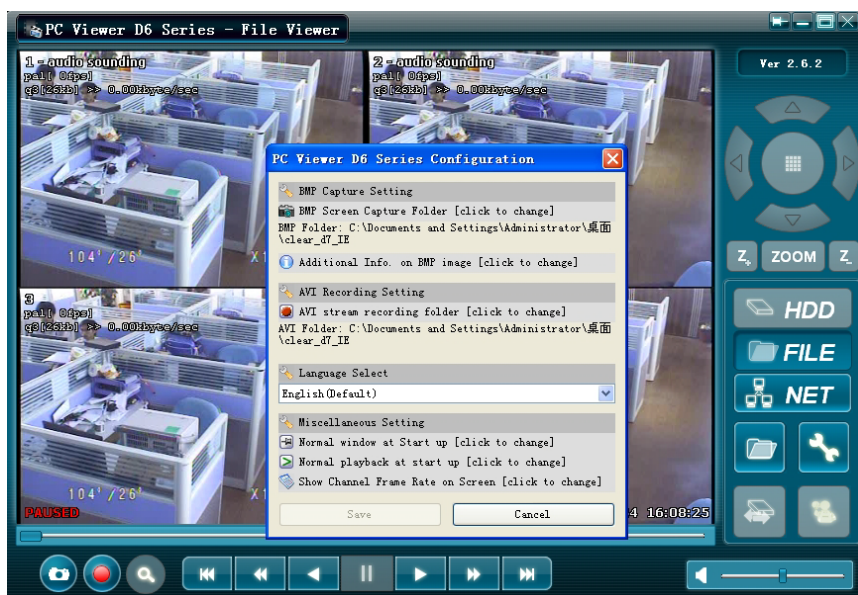 PC Viewer D6 Series - File Viewer
Ver 2.6.2
1 - audio sounding
pal[ 0fps]
q3[26kb] >> 0.00kbyte/sec
2 - audio sounding
pal[ 0fps]
q3[26kb] >> 0.00kbyte/sec
104'/26'
X1
3
pal[ 0fps]
q3[26kb] >> 0.00kbyte/sec
104'/26'
X1
PAUSED
4 16:08:25
PC Viewer D6 Series Configuration
BMP Capture Setting
BMP Screen Capture Folder [click to change]
BMP Folder: C:\Documents and Settings\Administrator\桌面
\clear_d7_IE
Additional Info. on BMP image [click to change]
AVI Recording Setting
AVI stream recording folder [click to change]
AVI Folder: C:\Documents and Settings\Administrator\桌面
\clear_d7_IE
Language Select
English(Default)
Miscellaneous Setting
Normal window at Start up [click to change]
Normal playback at start up [click to change]
Show Channel Frame Rate on Screen [click to change]
Save
Cancel
Z+
ZOOM
Z-
HDD
FILE
NET